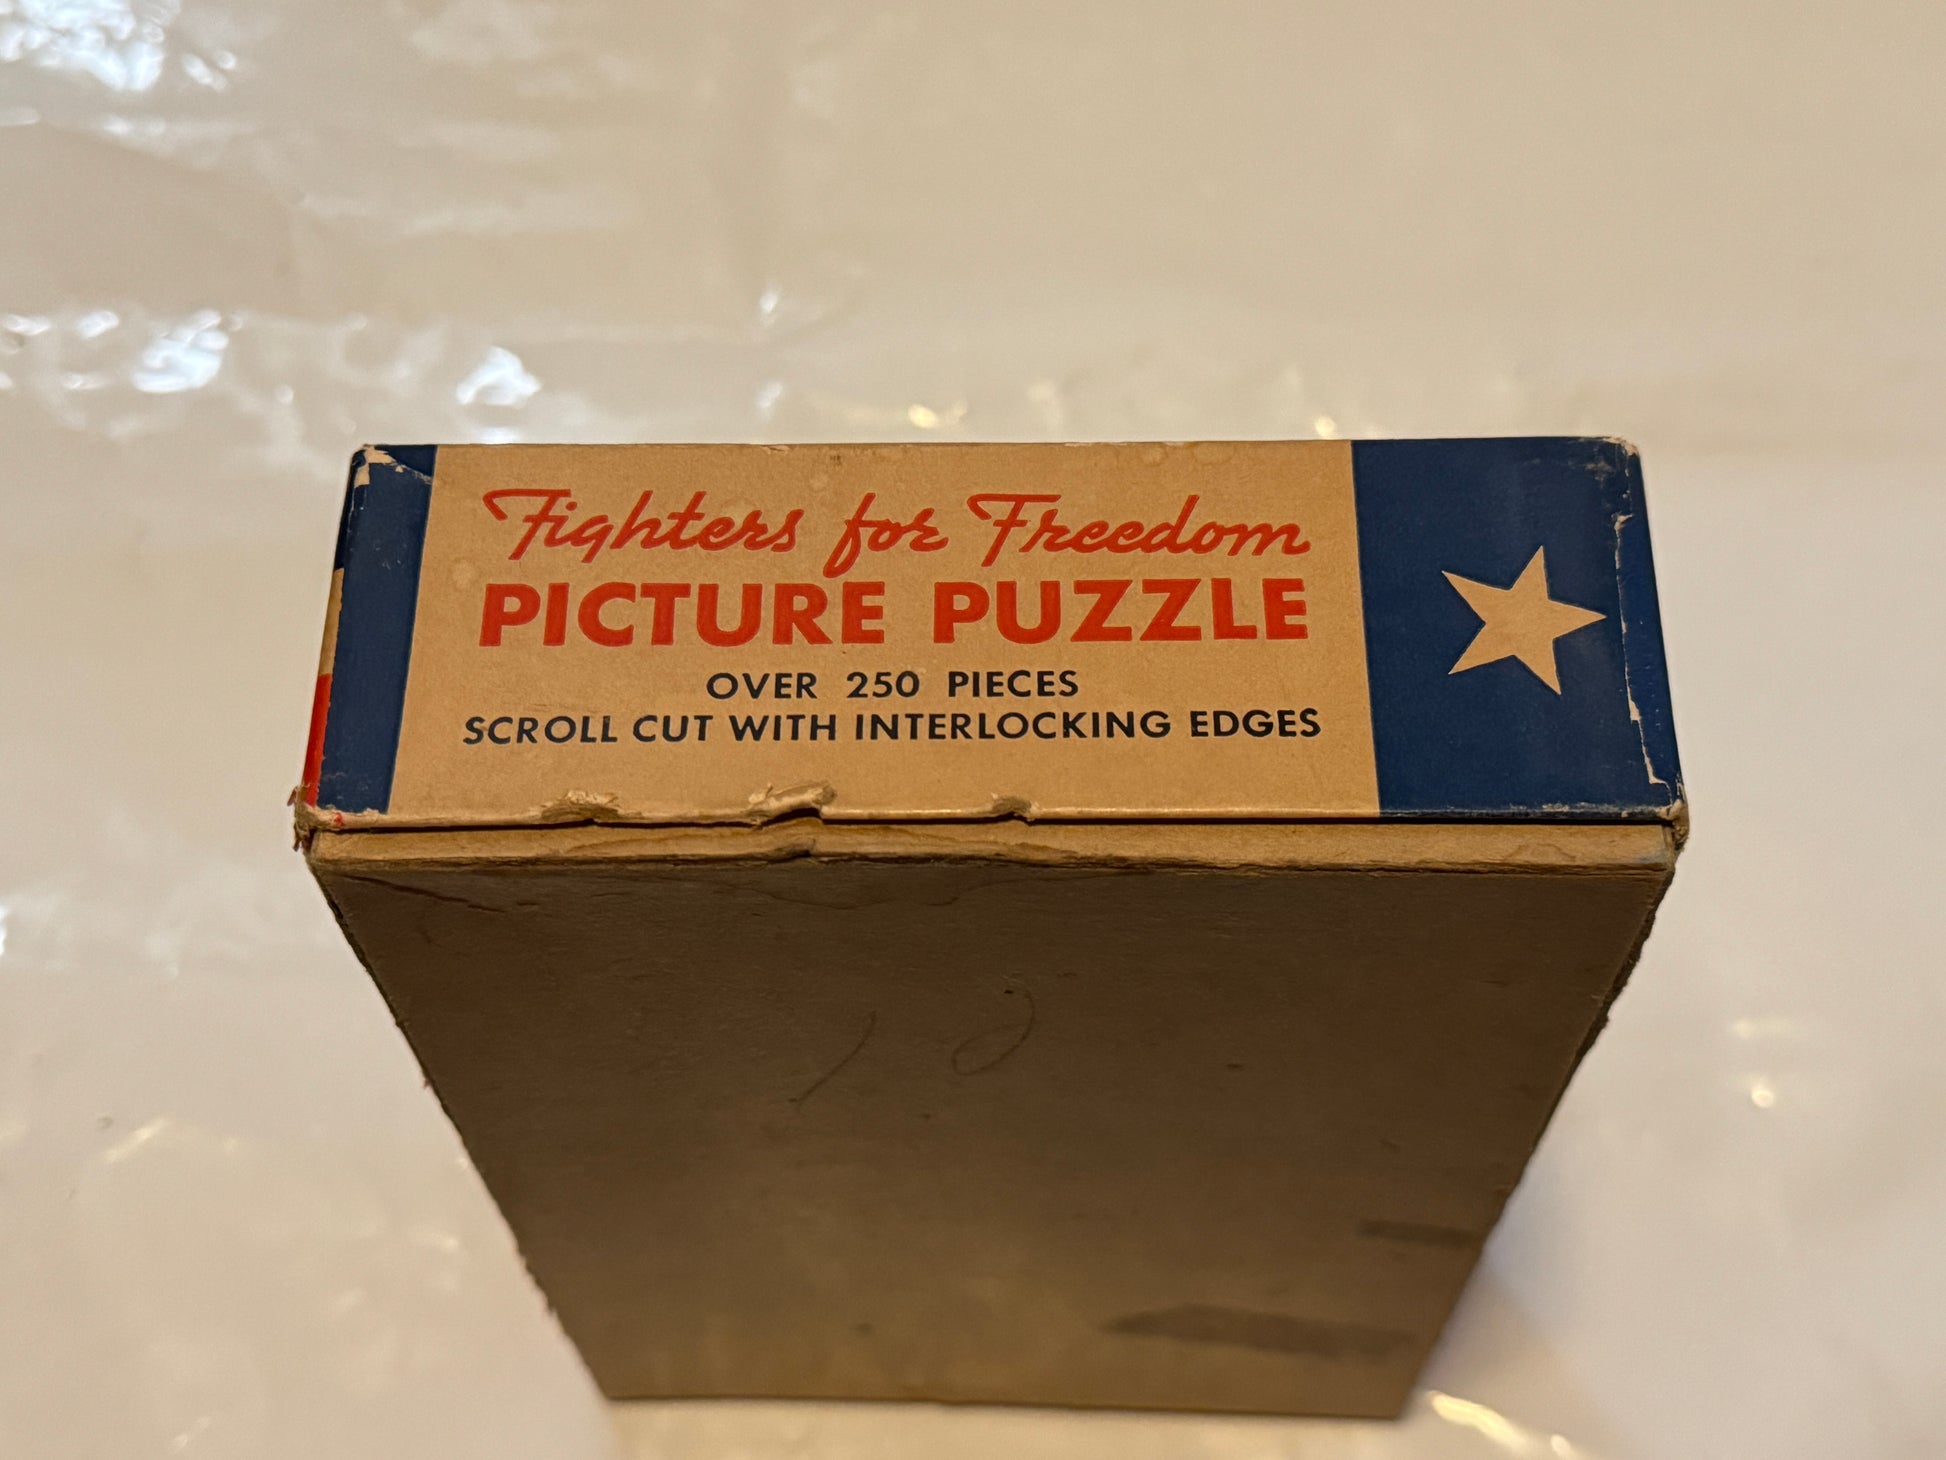 Fighters for Freedom
PICTURE PUZZLE
OVER 250 PIECES
SCROLL CUT WITH INTERLOCKING EDGES